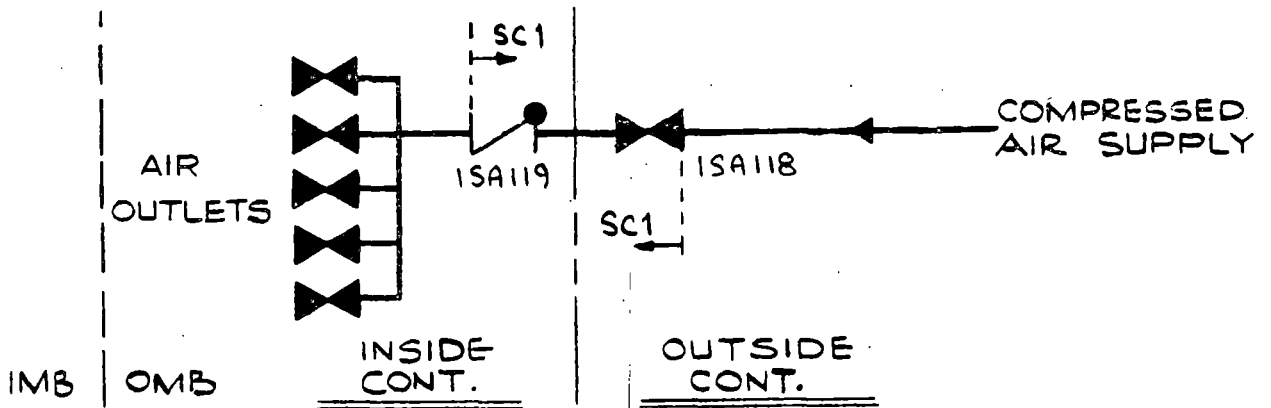 SC1
COMPRESSED
AIR SUPPLY
AIR
OUTLETS
1SA119
1SA118
SC1
INSIDE
CONT.
OUTSIDE
CONT.
IMB
OMB